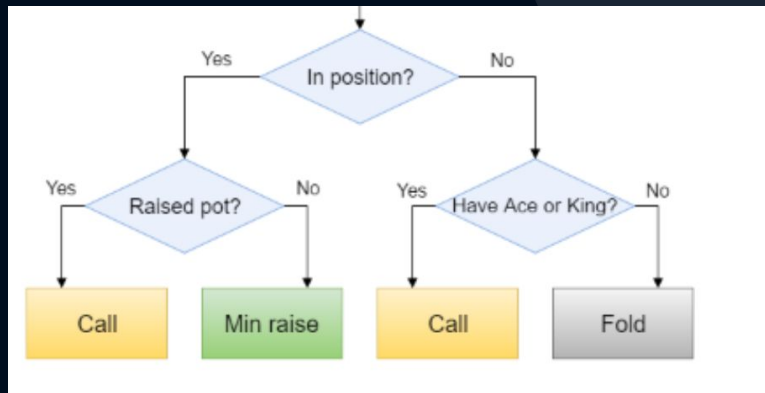 Yes
In position?
No
Yes
Raised pot?
No
Yes
Have Ace or King?
No
Call
Min raise
Call
Fold